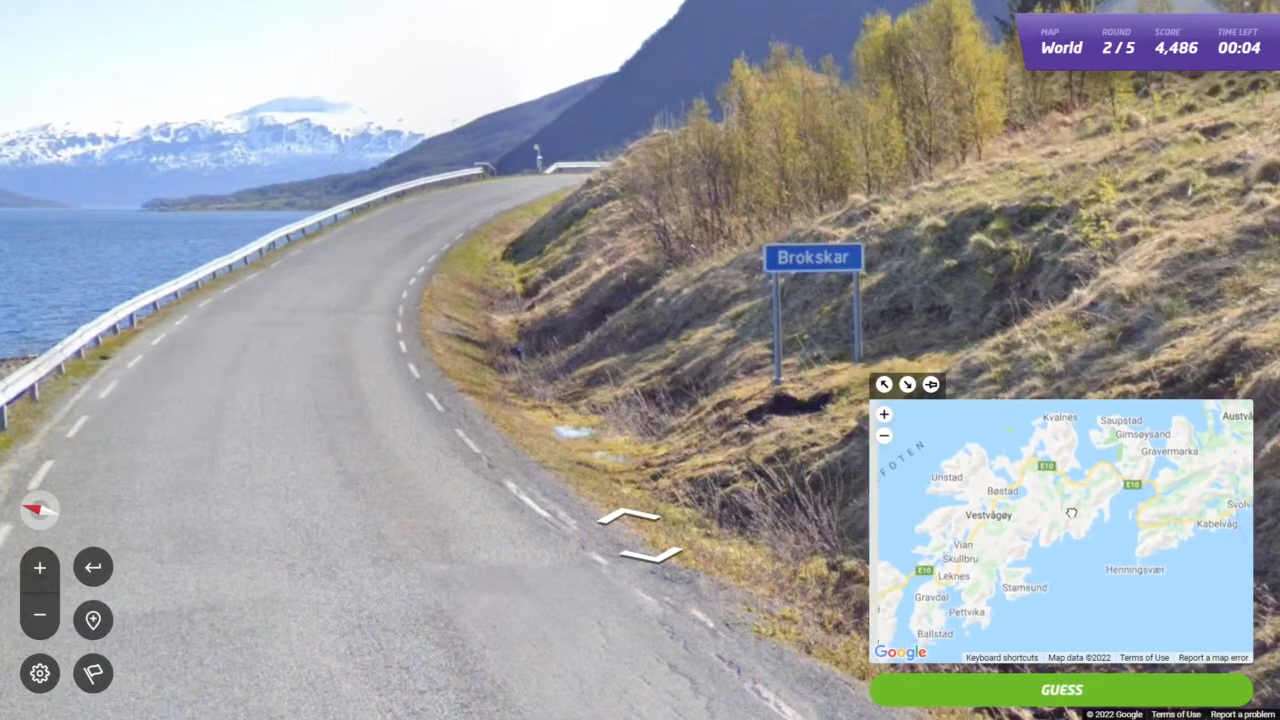 MAP
World
ROUND
2 / 5
SCORE
4,486
TIME LEFT
00:04
Brokskar
Kvalnes
Saupstad
Gimsøysand
Gravermarka
Austvå
FOTEN
E10
Unstad
Bøstad
E10
Vestvågøy
Svolv
Kabelvåg
Vian
Skullbru
E10
Leknes
Henningsvær
Stamsund
Gravdal
Pettvika
Ballstad
Google
Keyboard shortcuts
Map data ©2022
Terms of Use
Report a map error
GUESS
© 2022 Google
Terms of Use
Report a problem